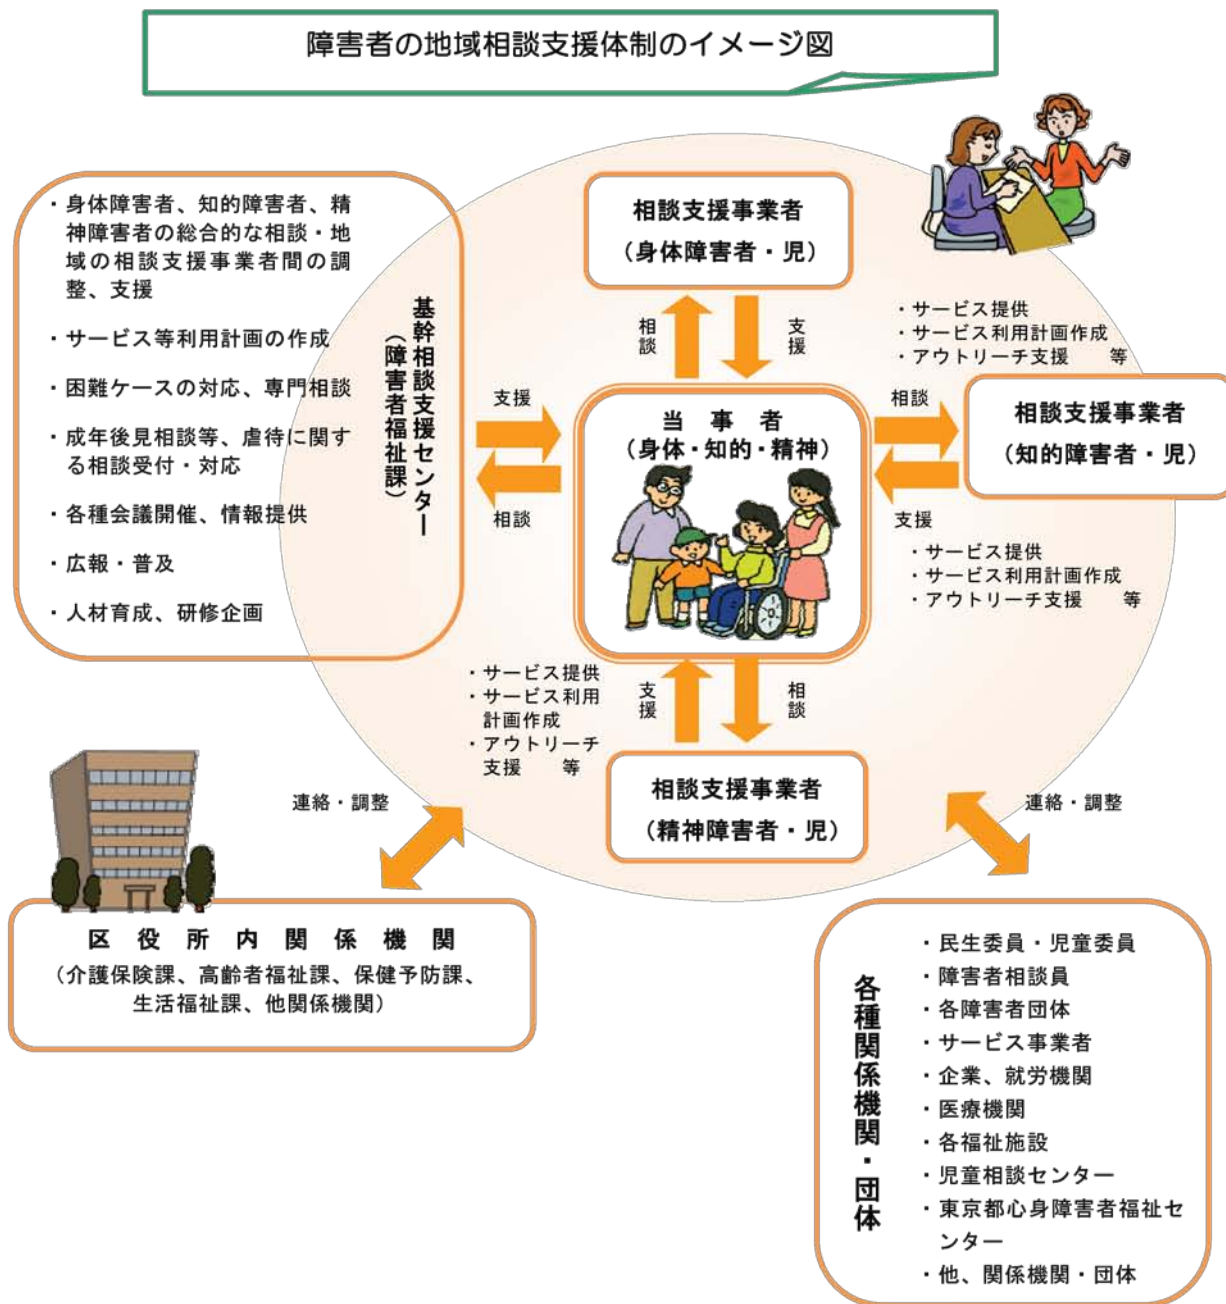 障害者の地域相談支援体制のイメージ図
・身体障害者、知的障害者、精
神障害者の総合的な相談・地
域の相談支援事業者間の調
整、支援
・サービス等利用計画の作成
・困難ケースの対応、専門相談
・成年後見相談等、虐待に関す
る相談受付・対応
・各種会議開催、情報提供
・広報・普及
・人材育成、研修企画
基幹相談支援センター
（障害者福祉課）
相談支援事業者
（身体障害者・児）
相談
支援
・サービス提供
・サービス利用計画作成
・アウトリーチ支援　等
支援
相談
当事者
（身体・知的・精神）
相談
支援
相談支援事業者
（知的障害者・児）
・サービス提供
・サービス利用計画作成
・アウトリーチ支援　等
・サービス提供
・サービス利用
計画作成
・アウトリーチ
支援　等
支援
相談
相談支援事業者
（精神障害者・児）
連絡・調整
連絡・調整
区役所内関係機関
（介護保険課、高齢者福祉課、保健予防課、
生活福祉課、他関係機関）
各種関係機関・団体
・民生委員・児童委員
・障害者相談員
・各障害者団体
・サービス事業者
・企業、就労機関
・医療機関
・各福祉施設
・児童相談センター
・東京都心身障害者福祉セ
ンター
・他、関係機関・団体